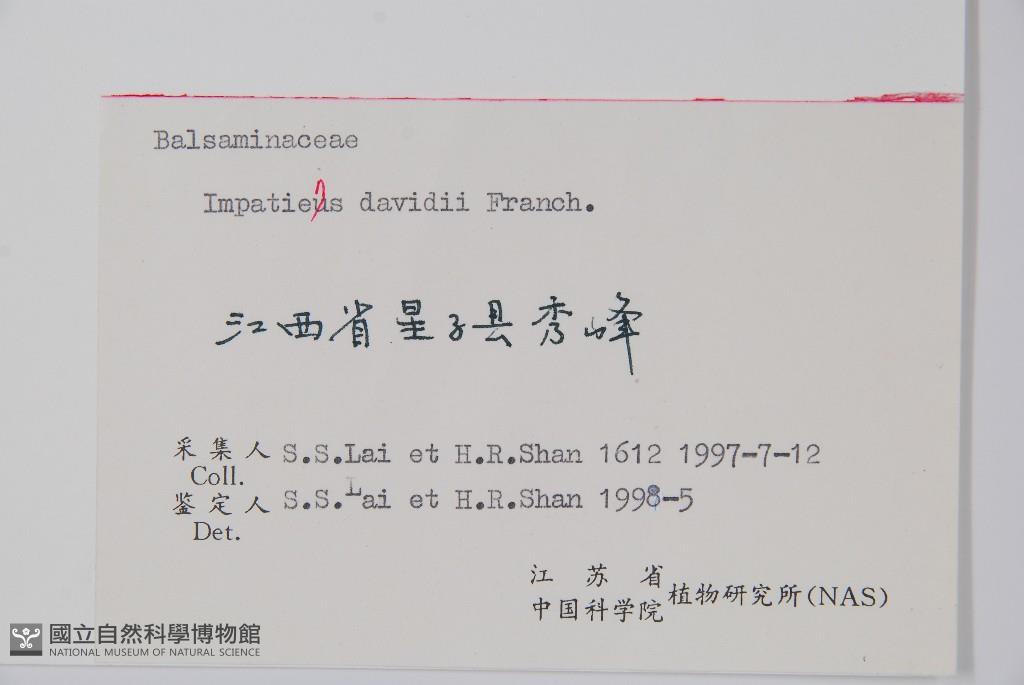 Balsaminaceae
Impatiens davidii Franch.
江西省星子县秀峰
采集人 S.S.Lai et H.R.Shan 1612 1997-7-12
Coll.
鉴定人 S.S.Lai et H.R.Shan 1998-5
Det.
江苏省
中国科学院 植物研究所(NAS)
國立自然科學博物館
NATIONAL MUSEUM OF NATURAL SCIENCE